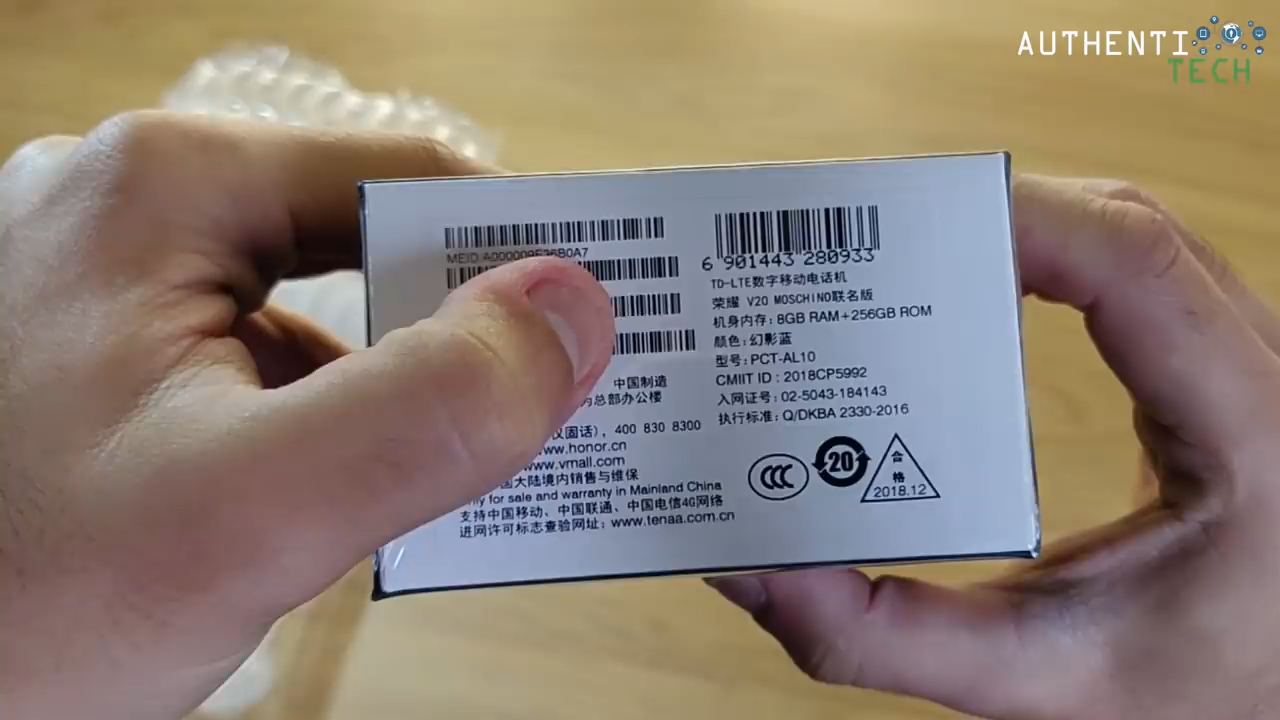 AUTHENTI
TECH
MEID:A00000
B0A7
中国制造
总部办公楼
(固话), 400 830 8300
www.honor.cn
www.vmall.com
国大陆境内销售与维保
for sale and warranty in Mainland China
支持中国移动、中国联通、中国电信4G网络
进网许可标志查验网址: www.tenaa.com.cn
6 901443 280933
TD-LTE数字移动电话机
荣耀 V20 MOSCHINO联名版
机身内存: 8GB RAM+256GB ROM
颜色: 幻影蓝
型号: PCT-AL10
CMIIT ID : 2018CP5992
入网证号: 02-5043-184143
执行标准: Q/DKBA 2330-2016
CCC
20
合
格
2018.12